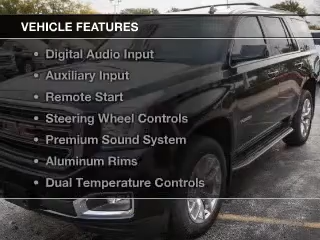 VEHICLE FEATURES
• Digital Audio Input
• Auxiliary Input
• Remote Start
• Steering Wheel Controls
• Premium Sound System
• Aluminum Rims
• Dual Temperature Controls